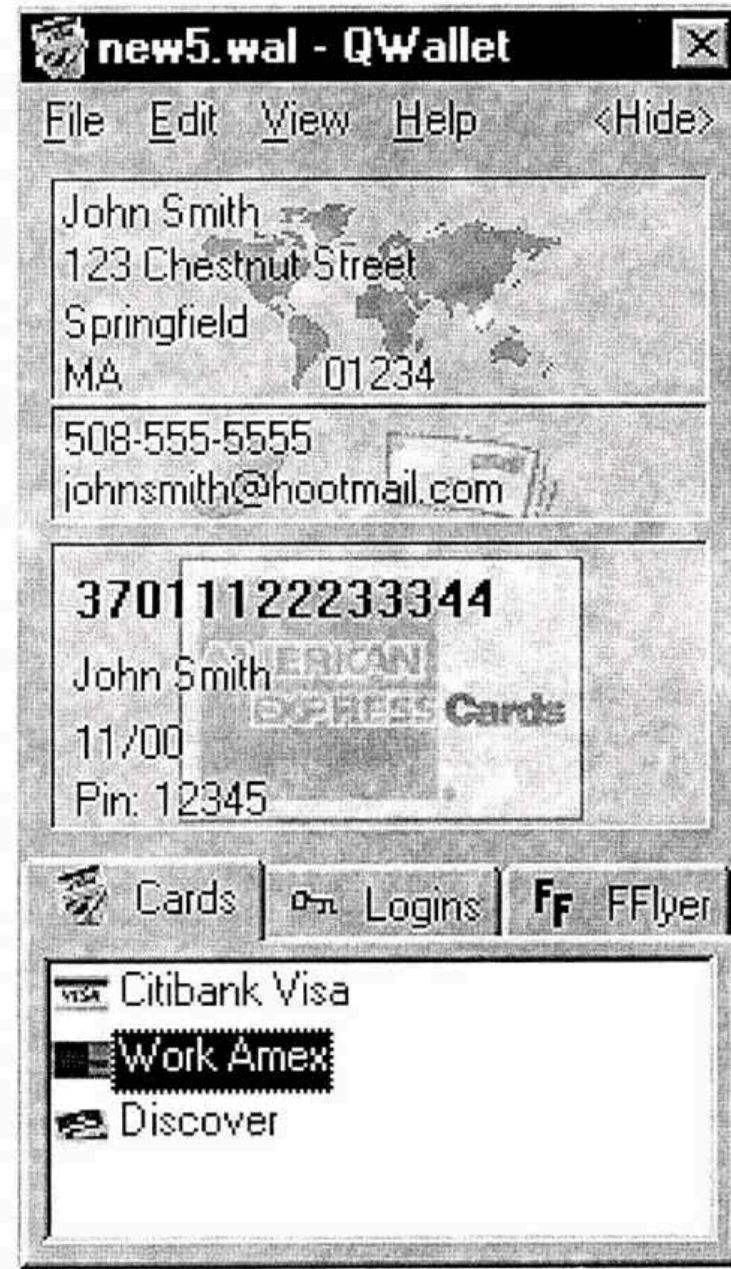 new5.wal - QWallet
File Edit View Help <Hide>
John Smith
123 Chestnut Street
Springfield
MA 01234
508-555-5555
johnsmith@hootmail.com
37011122233344
AMERICAN
EXPRESS Cards
John Smith
11/00
Pin: 12345
Cards Logins FF FFlyer
VISA Citibank Visa
Work Amex
Discover